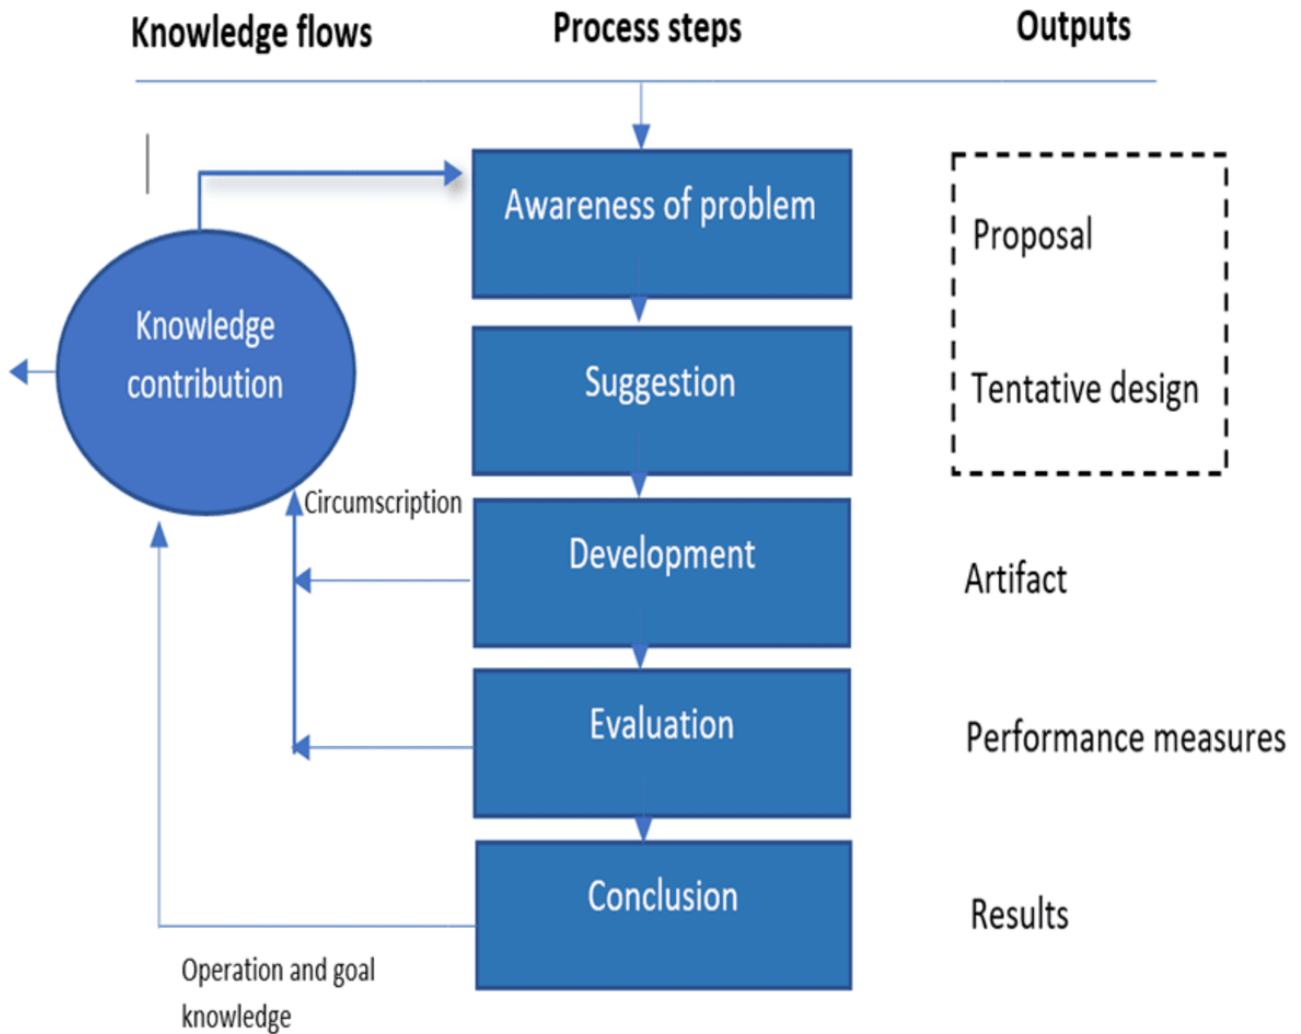 Knowledge flows
Process steps
Outputs
Awareness of problem
Proposal
Knowledge
contribution
Suggestion
Tentative design
Circumscription
Development
Artifact
Evaluation
Performance measures
Conclusion
Results
Operation and goal
knowledge